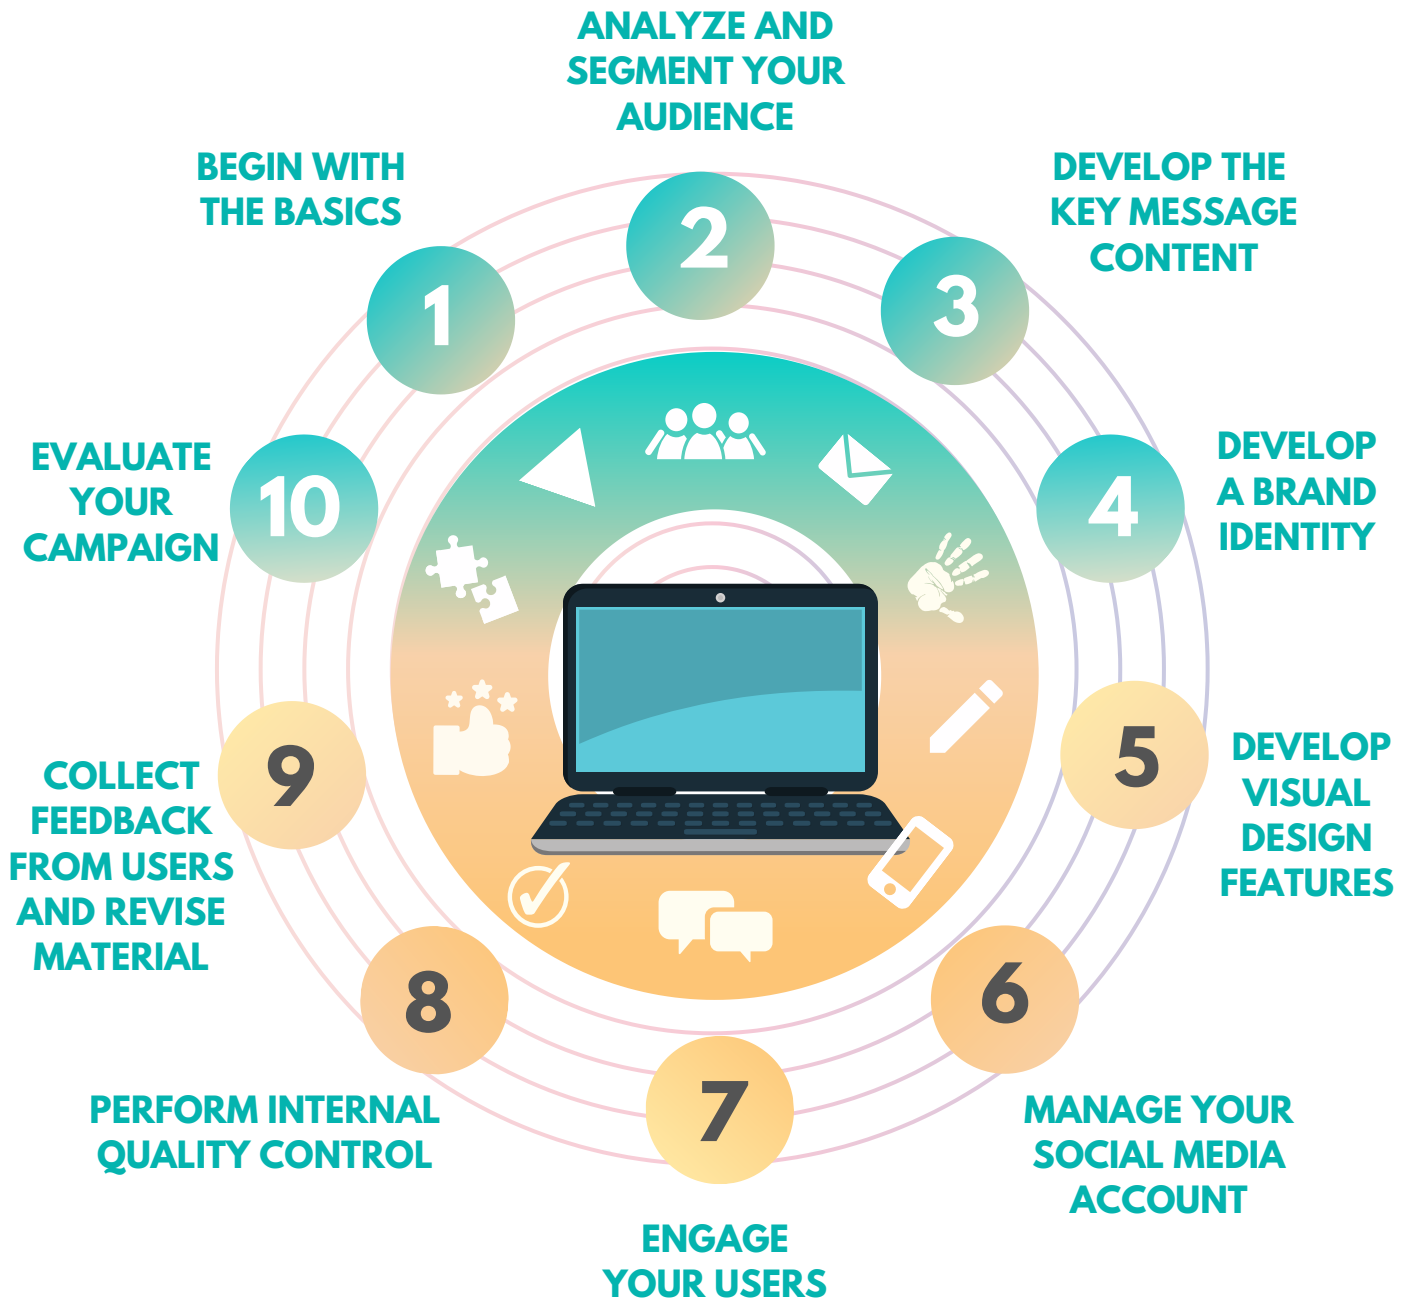 1
BEGIN WITH
THE BASICS
2
ANALYZE AND
SEGMENT YOUR
AUDIENCE
3
DEVELOP THE
KEY MESSAGE
CONTENT
4
DEVELOP
A BRAND
IDENTITY
5
DEVELOP
VISUAL
DESIGN
FEATURES
6
MANAGE YOUR
SOCIAL MEDIA
ACCOUNT
7
ENGAGE
YOUR USERS
8
PERFORM INTERNAL
QUALITY CONTROL
9
COLLECT
FEEDBACK
FROM USERS
AND REVISE
MATERIAL
10
EVALUATE
YOUR
CAMPAIGN